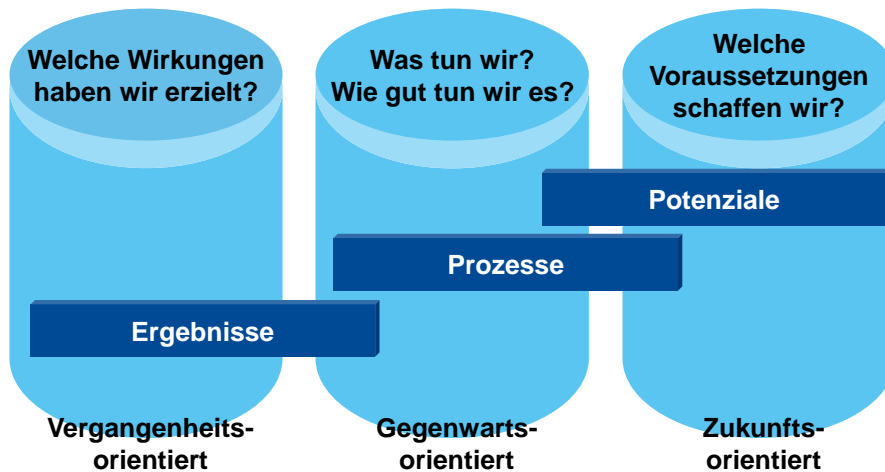 Welche Wirkungen
haben wir erzielt?
Was tun wir?
Wie gut tun wir es?
Welche
Voraussetzungen
schaffen wir?
Potenziale
Prozesse
Ergebnisse
Vergangenheits-
orientiert
Gegenwarts-
orientiert
Zukunfts-
orientiert